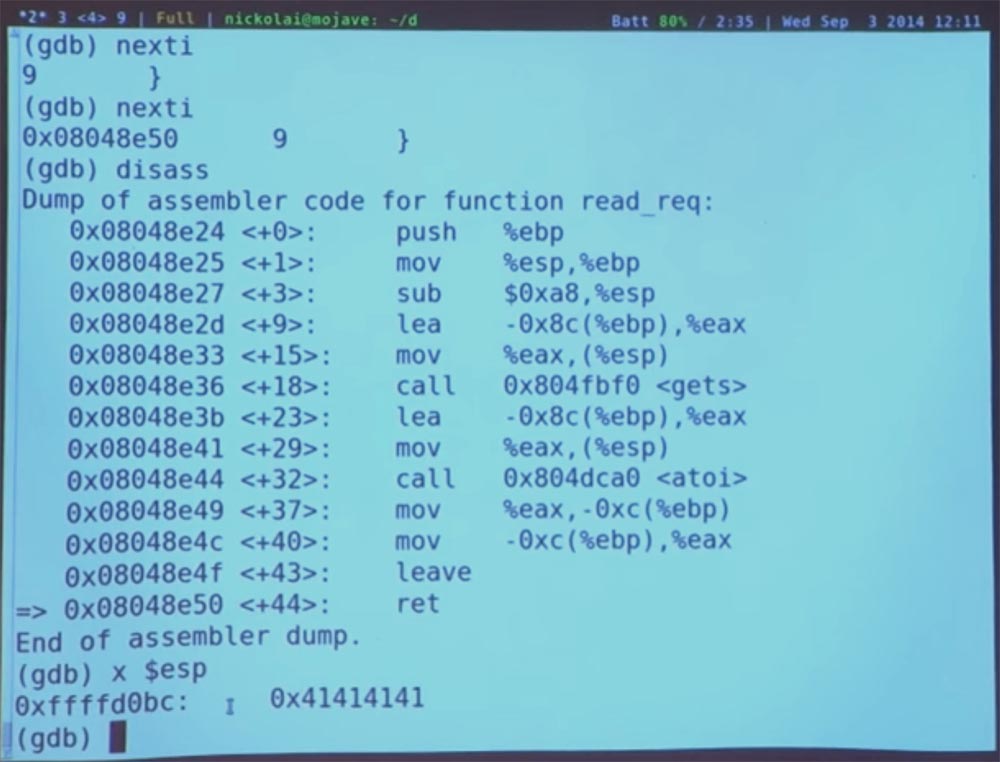 *2* 3 <4> 9 | Full | nickolai@mojave: ~/d Batt 80% / 2:35 | Wed Sep 3 2014 12:11
(gdb) nexti
9 }
(gdb) nexti
0x08048e50 9 }
(gdb) disass
Dump of assembler code for function read_req:
0x08048e24 <+0>: push %ebp
0x08048e25 <+1>: mov %esp,%ebp
0x08048e27 <+3>: sub $0xa8,%esp
0x08048e2d <+9>: lea -0x8c(%ebp),%eax
0x08048e33 <+15>: mov %eax,(%esp)
0x08048e36 <+18>: call 0x804fbf0 <gets>
0x08048e3b <+23>: lea -0x8c(%ebp),%eax
0x08048e41 <+29>: mov %eax,(%esp)
0x08048e44 <+32>: call 0x804dca0 <atoi>
0x08048e49 <+37>: mov %eax,-0xc(%ebp)
0x08048e4c <+40>: mov -0xc(%ebp),%eax
0x08048e4f <+43>: leave
=> 0x08048e50 <+44>: ret
End of assembler dump.
(gdb) x $esp
0xffffd0bc: 0x41414141
(gdb)